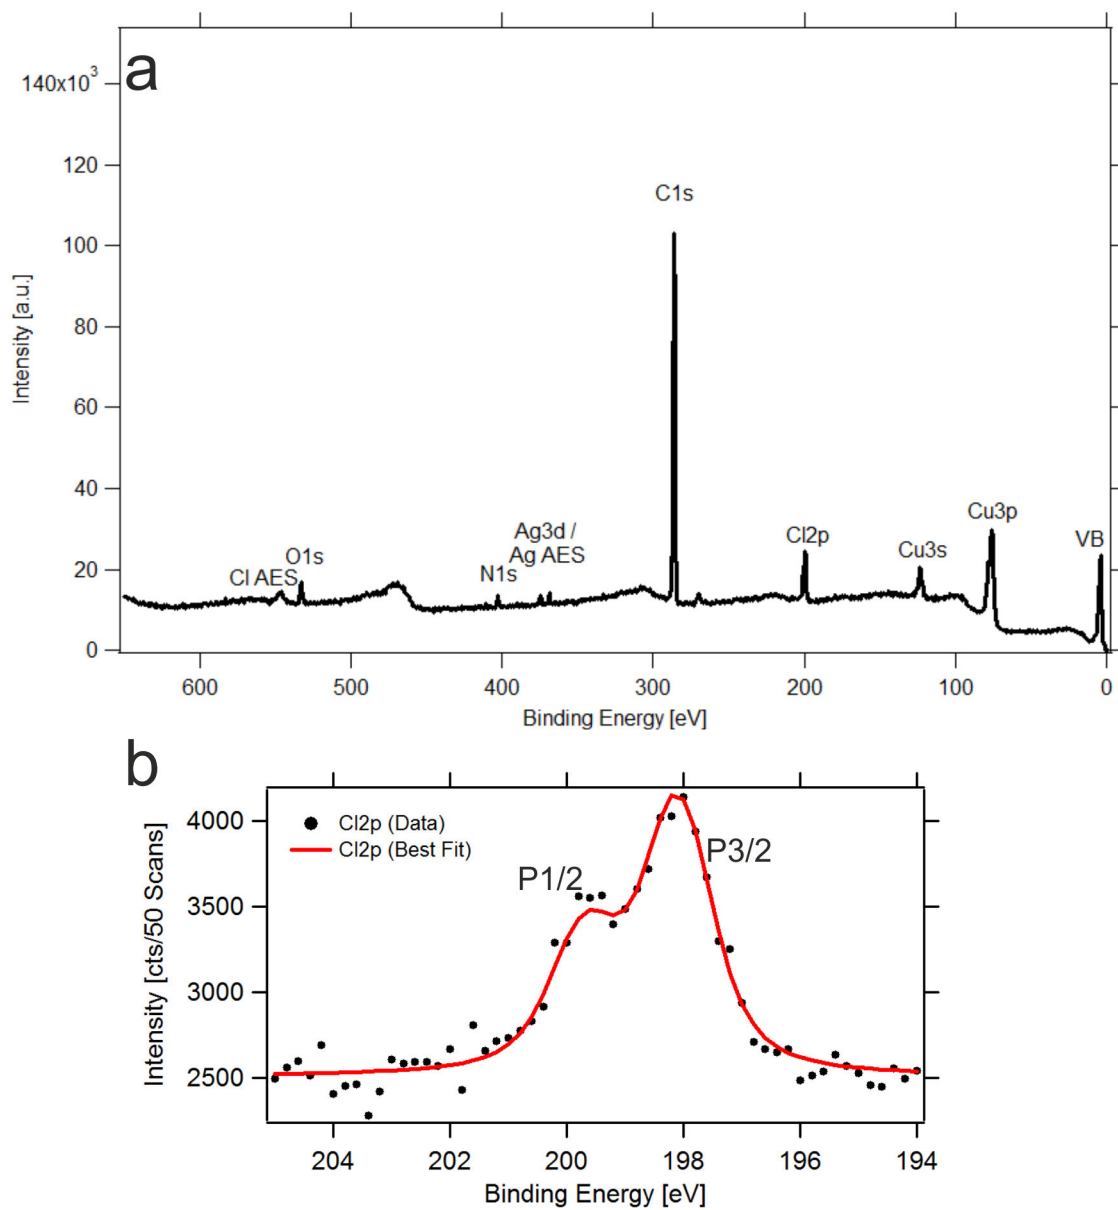 a
140x10³
120
100
80
60
40
20
0
Intensity [a.u.]
C1s
Ag3d /
Ag AES
Cl AES
O1s
N1s
Cl2p
Cu3s
Cu3p
VB
600
500
400
300
200
100
0
Binding Energy [eV]
b
Cl2p (Data)
Cl2p (Best Fit)
P1/2
P3/2
4000
3500
3000
2500
Intensity [cts/50 Scans]
204
202
200
198
196
194
Binding Energy [eV]